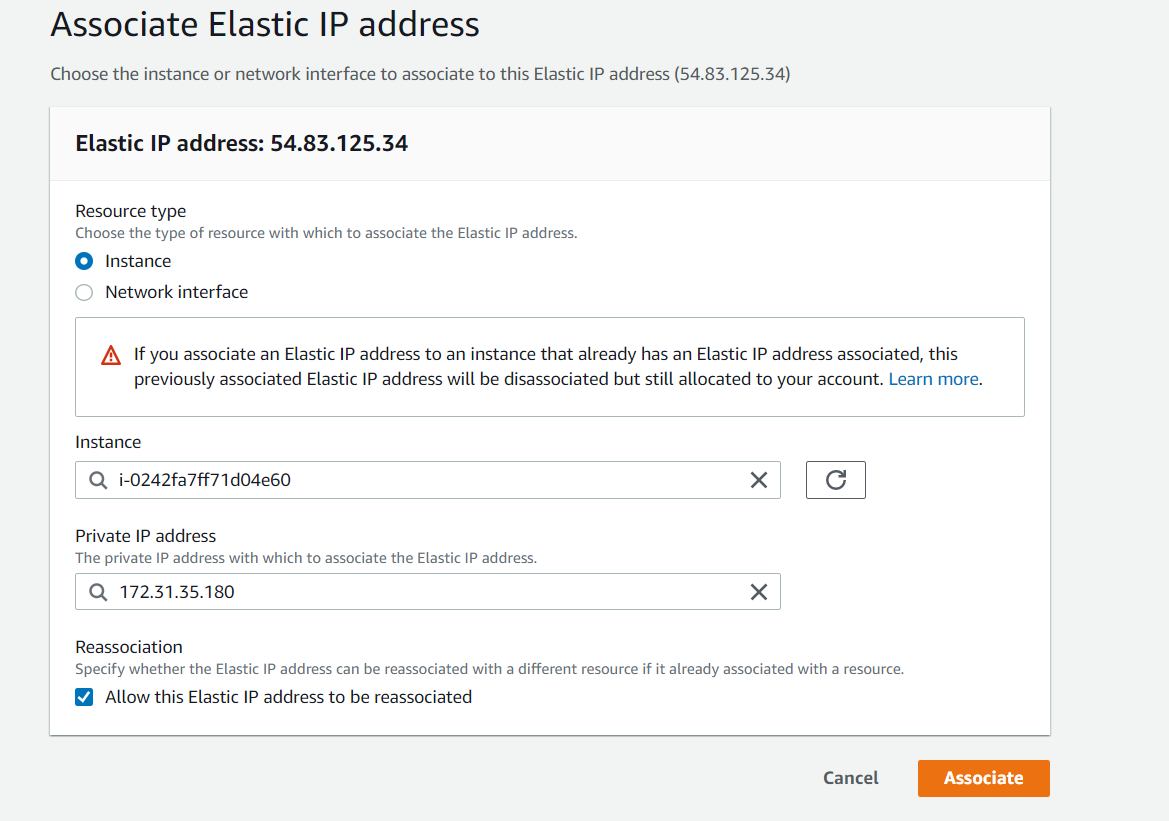 Associate Elastic IP address
Choose the instance or network interface to associate to this Elastic IP address (54.83.125.34)
Elastic IP address: 54.83.125.34
Resource type
Choose the type of resource with which to associate the Elastic IP address.
Instance
Network interface
If you associate an Elastic IP address to an instance that already has an Elastic IP address associated, this
previously associated Elastic IP address will be disassociated but still allocated to your account. Learn more.
Instance
i-0242fa7ff71d04e60
Private IP address
The private IP address with which to associate the Elastic IP address.
172.31.35.180
Reassociation
Specify whether the Elastic IP address can be reassociated with a different resource if it already associated with a resource.
Allow this Elastic IP address to be reassociated
Cancel
Associate